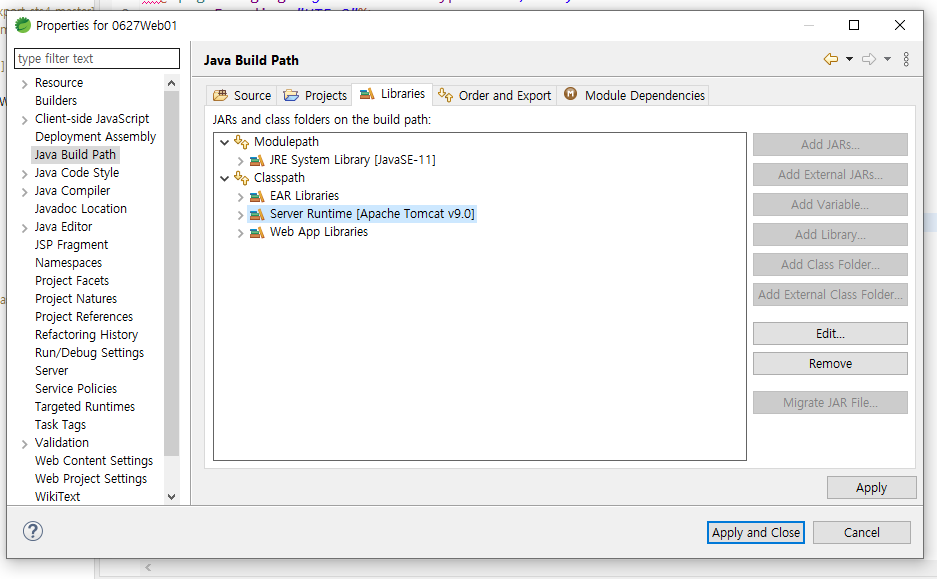 Properties for 0627Web01
type filter text
Resource
Builders
Client-side JavaScript
Deployment Assembly
Java Build Path
Java Code Style
Java Compiler
Javadoc Location
Java Editor
JSP Fragment
Namespaces
Project Facets
Project Natures
Project References
Refactoring History
Run/Debug Settings
Server
Service Policies
Targeted Runtimes
Task Tags
Validation
Web Content Settings
Web Project Settings
WikiText
Java Build Path
Source Projects Libraries Order and Export Module Dependencies
JARs and class folders on the build path:
Modulepath
JRE System Library [JavaSE-11]
Classpath
EAR Libraries
Server Runtime [Apache Tomcat v9.0]
Web App Libraries
Add JARs...
Add External JARs...
Add Variable...
Add Library...
Add Class Folder...
Add External Class Folder...
Edit...
Remove
Migrate JAR File...
Apply
Apply and Close Cancel